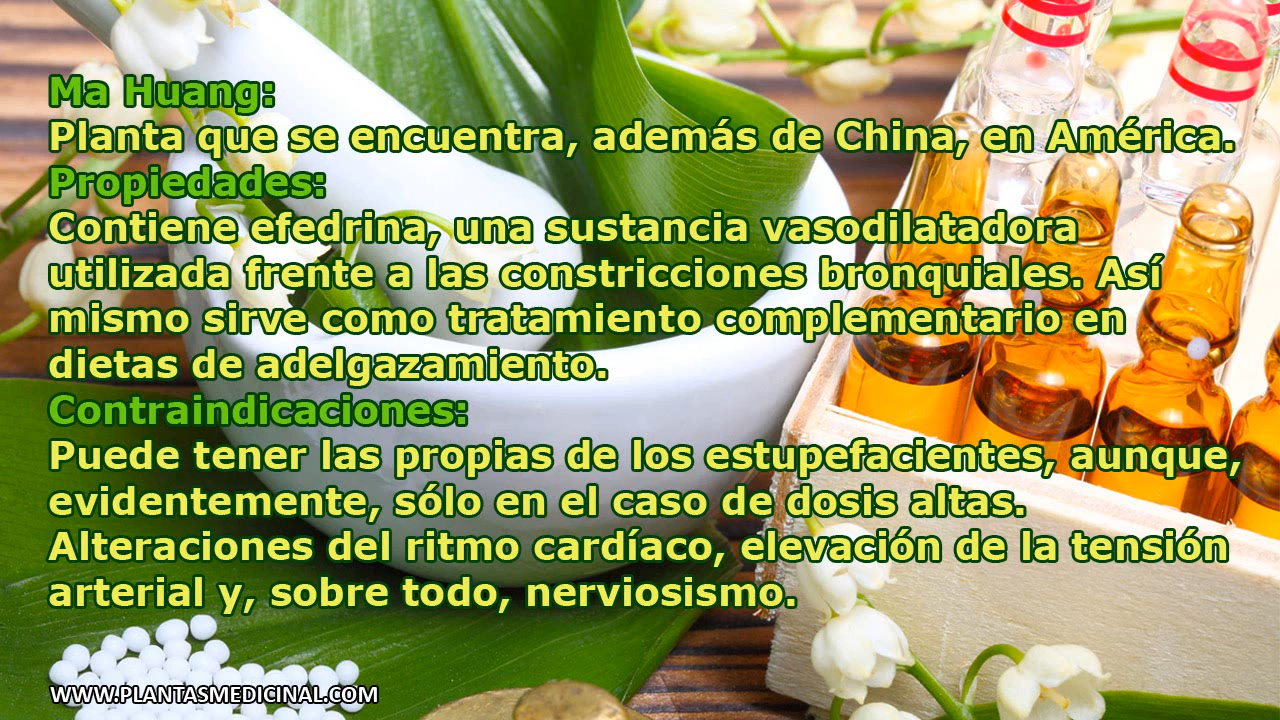 Ma Huang:
Planta que se encuentra, además de China, en América.
Propiedades:
Contiene efedrina, una sustancia vasodilatadora
utilizada frente a las constricciones bronquiales. Así
mismo sirve como tratamiento complementario en
dietas de adelgazamiento.
Contraindicaciones:
Puede tener las propias de los estupefacientes, aunque,
evidentemente, sólo en el caso de dosis altas.
Alteraciones del ritmo cardíaco, elevación de la tensión
arterial y, sobre todo, nerviosismo.
WWW.PLANTASMEDICINAL.COM